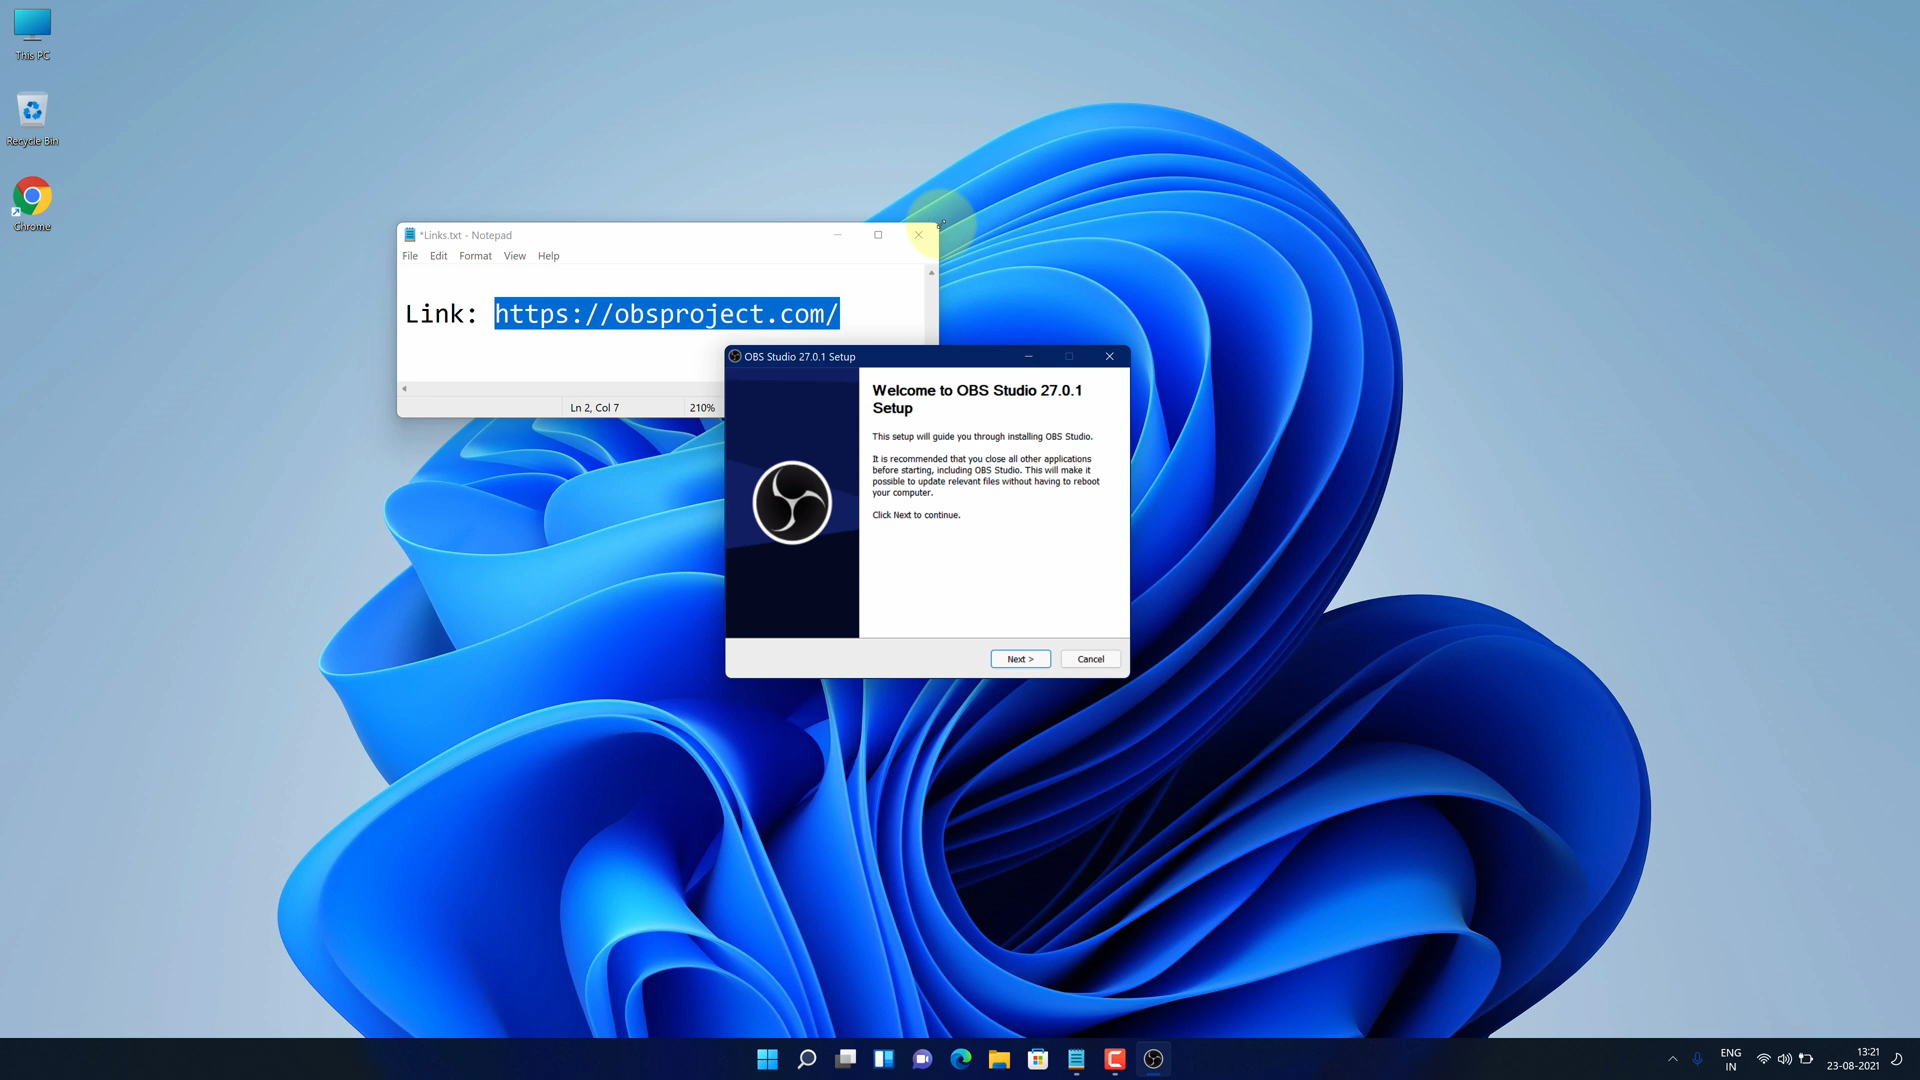 This PC
Recycle Bin
Chrome
*Links.txt - Notepad
File Edit Format View Help
Link: https://obsproject.com/
Ln 2, Col 7 210%
OBS Studio 27.0.1 Setup
Welcome to OBS Studio 27.0.1
Setup
This setup will guide you through installing OBS Studio.
It is recommended that you close all other applications
before starting, including OBS Studio. This will make it
possible to update relevant files without having to reboot
your computer.
Click Next to continue.
Next > Cancel
ENG
IN
13:21
23-08-2021